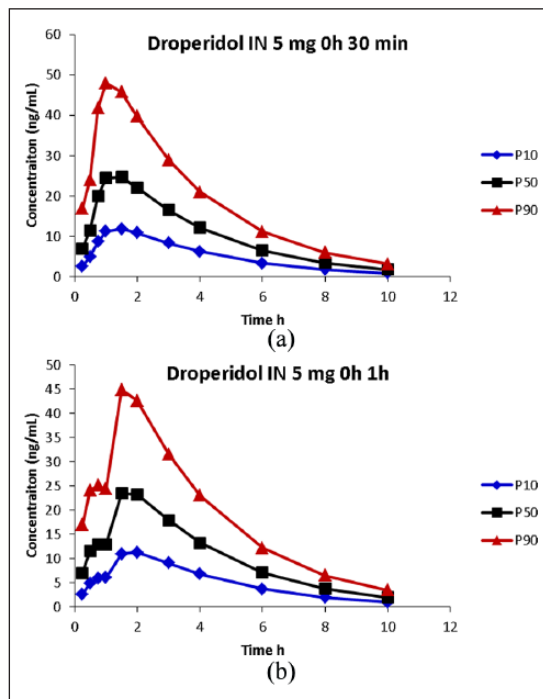 Droperidol IN 5 mg 0h 30 min
Concentraiton (ng/mL)
60
50
40
30
20
10
0
0 2 4 6 8 10 12
Time h
P10
P50
P90
(a)
Droperidol IN 5 mg 0h 1h
Concentraiton (ng/mL)
50
45
40
35
30
25
20
15
10
5
0
0 2 4 6 8 10 12
Time h
P10
P50
P90
(b)